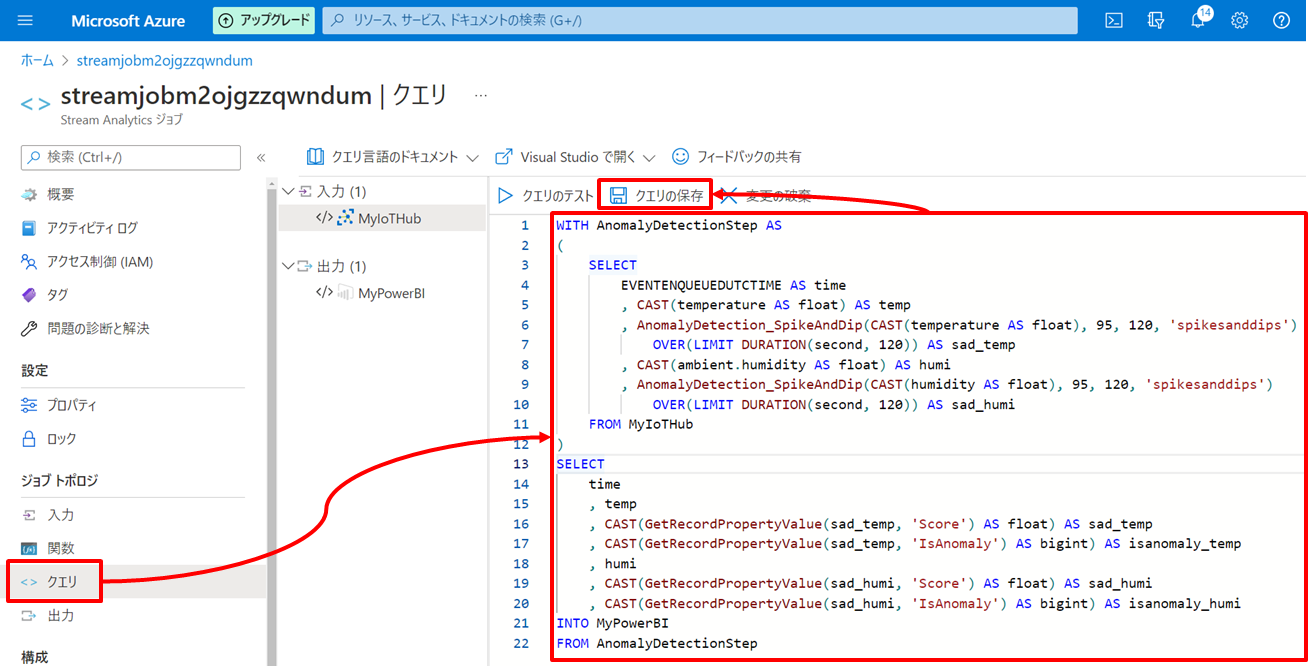 Microsoft Azure
アップグレード
リソース、サービス、ドキュメントの検索 (G+/)
14
ホーム > streamjobm2ojgzzqwndum
streamjobm2ojgzzqwndum | クエリ ...
Stream Analytics ジョブ
検索 (Ctrl+/)
«
概要
アクティビティ ログ
アクセス制御 (IAM)
タグ
問題の診断と解決
設定
プロパティ
ロック
ジョブ トポロジ
入力
関数
<> クエリ
出力
構成
クエリ言語のドキュメント
Visual Studio で開く
フィードバックの共有
入力 (1)
</> MyIoTHub
出力 (1)
</> MyPowerBI
クエリのテスト
クエリの保存
変更の破棄
1 WITH AnomalyDetectionStep AS
2 (
3 SELECT
4 EVENTENQUEUEDUTCTIME AS time
5 , CAST(temperature AS float) AS temp
6 , AnomalyDetection_SpikeAndDip(CAST(temperature AS float), 95, 120, 'spikesanddips')
7 OVER(LIMIT DURATION(second, 120)) AS sad_temp
8 , CAST(ambient.humidity AS float) AS humi
9 , AnomalyDetection_SpikeAndDip(CAST(humidity AS float), 95, 120, 'spikesanddips')
10 OVER(LIMIT DURATION(second, 120)) AS sad_humi
11 FROM MyIoTHub
12 )
13 SELECT
14 time
15 , temp
16 , CAST(GetRecordPropertyValue(sad_temp, 'Score') AS float) AS sad_temp
17 , CAST(GetRecordPropertyValue(sad_temp, 'IsAnomaly') AS bigint) AS isanomaly_temp
18 , humi
19 , CAST(GetRecordPropertyValue(sad_humi, 'Score') AS float) AS sad_humi
20 , CAST(GetRecordPropertyValue(sad_humi, 'IsAnomaly') AS bigint) AS isanomaly_humi
21 INTO MyPowerBI
22 FROM AnomalyDetectionStep